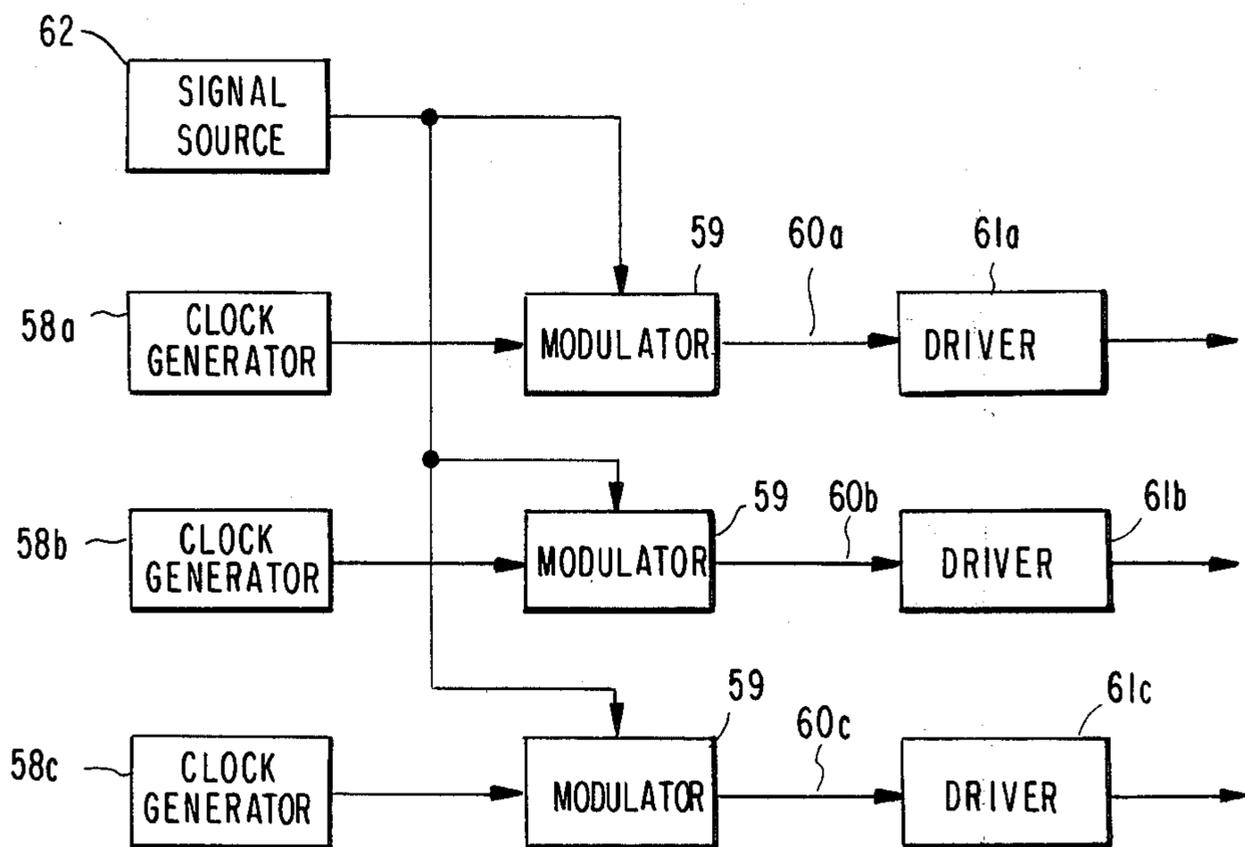 62
SIGNAL
SOURCE
59
60a
61a
58a
CLOCK
GENERATOR
MODULATOR
DRIVER
59
60b
61b
58b
CLOCK
GENERATOR
MODULATOR
DRIVER
59
60c
61c
58c
CLOCK
GENERATOR
MODULATOR
DRIVER